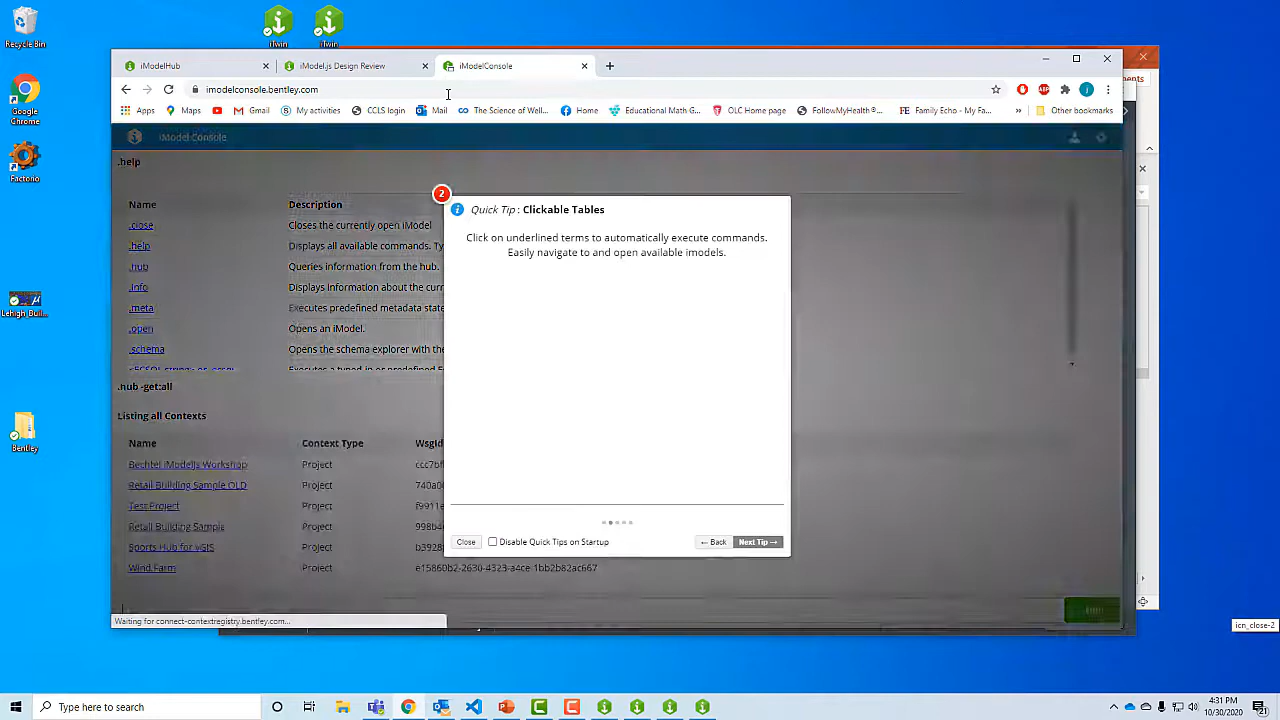 Recycle Bin
iTwin
iTwin
iModelHub
iModel.js Design Review
iModelConsole
imodelconsole.bentley.com
ABP
Apps
Maps
Gmail
My activities
CCLS login
Mail
The Science of Well...
Home
Educational Math G...
OLC Home page
FollowMyHealth®...
FE
Family Echo - My Fa...
»
Other bookmarks
Google Chrome
Factorio
Lehigh_Buil...
Bentley
iModel Console
.help
Name Description
.close Closes the currently open iModel
.help Displays all available commands. Ty
.hub Queries information from the hub.
.info Displays information about the curr
.meta Executes predefined metadata state
.open Opens an iModel.
.schema Opens the schema explorer with the
.hub -get:all
Listing all Contexts
Name Context Type WsgId
Bechtel iModelJs Workshop Project ccc7bf
Retail Building Sample OLD Project 740a0
Test Project Project f9911e
Retail Building Sample Project 998b4
Sports Hub for vGIS Project b3928
Wind Farm Project e15860b2-2630-4323-a4ce-1bb2b82ac667
2
Quick Tip : Clickable Tables
Click on underlined terms to automatically execute commands.
Easily navigate to and open available imodels.
Close
Disable Quick Tips on Startup
← Back
Next Tip →
Waiting for connect-contextregistry.bentley.com...
icn_close-2
Type here to search
4:31 PM
10/30/2020
21